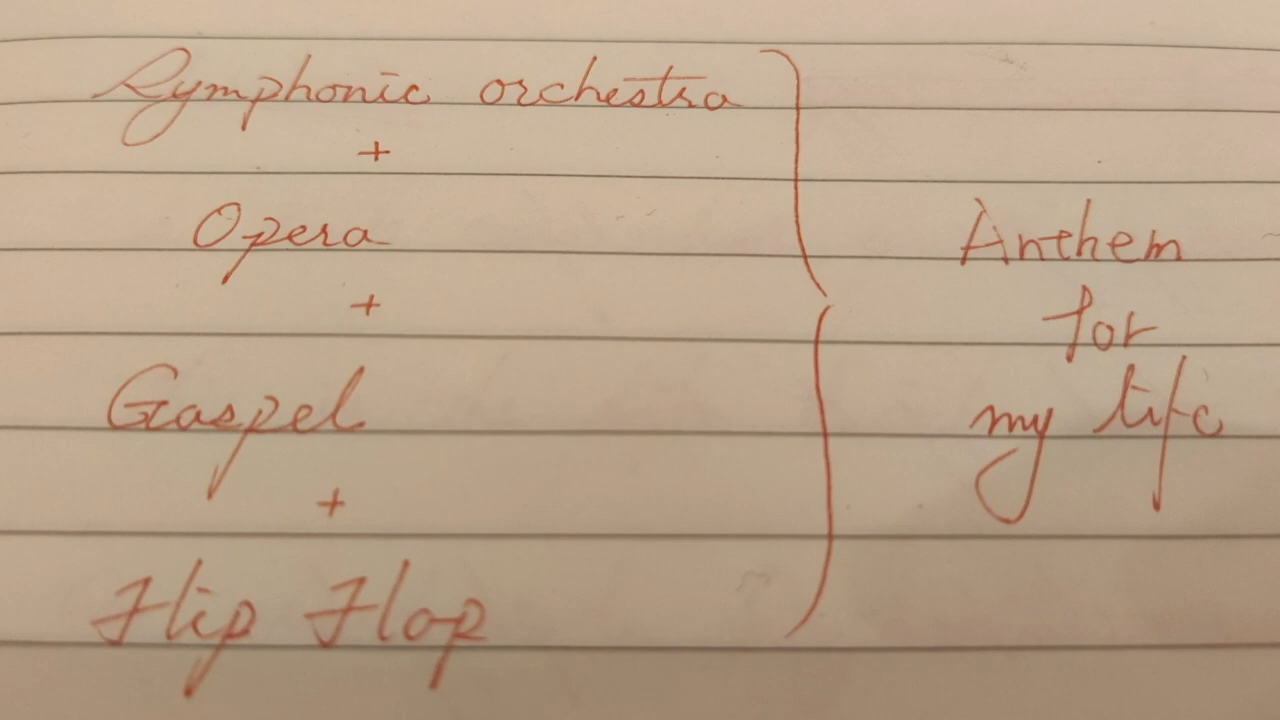 Symphonic orchestra
+
Opera
+
Gospel
+
Flip Flop
Anthem
for
my life